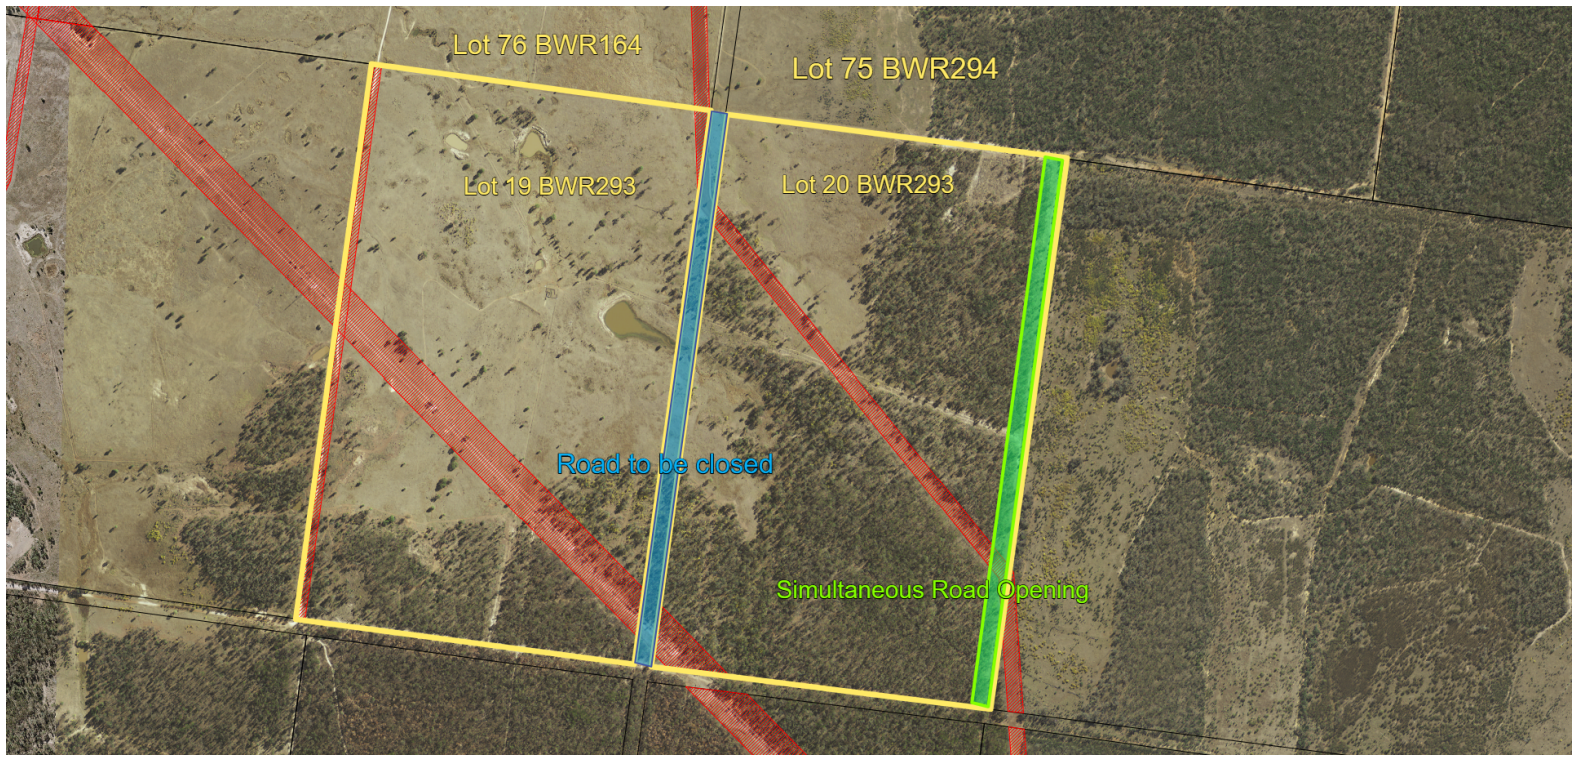 Lot 76 BWR164
Lot 75 BWR294
Lot 19 BWR293
Lot 20 BWR293
Road to be closed
Simultaneous Road Opening